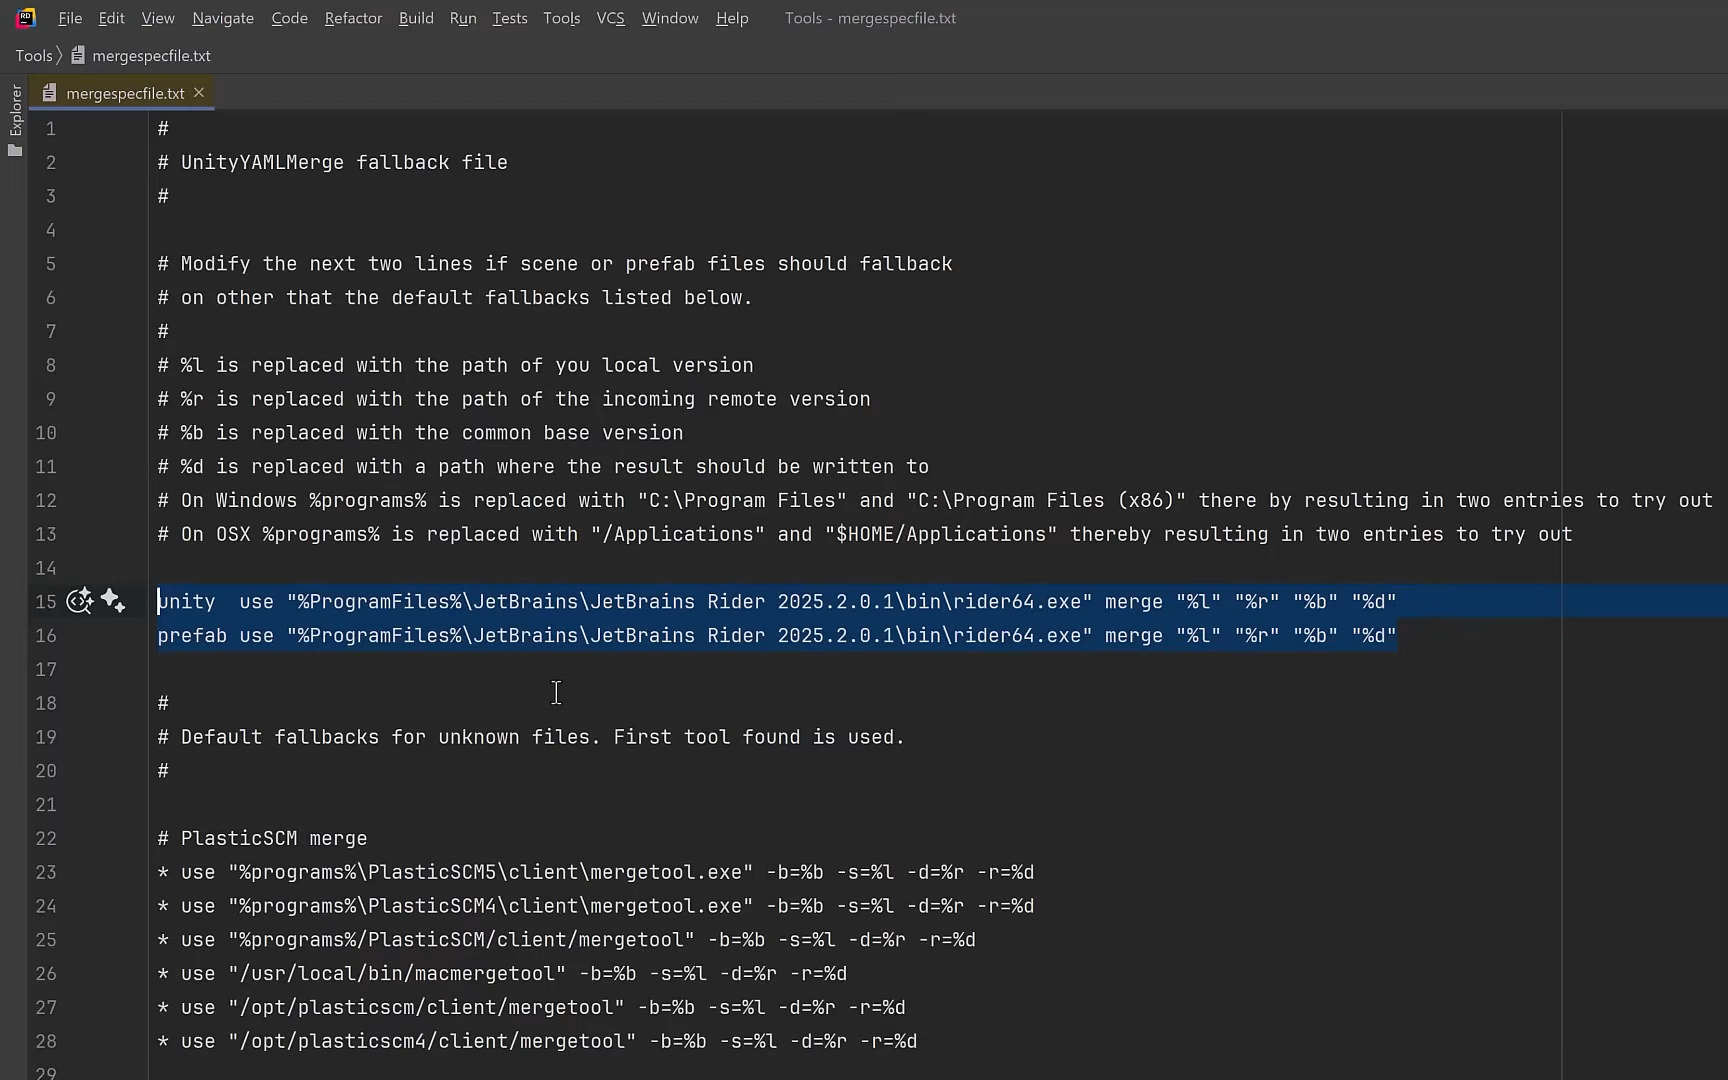 RD File Edit View Navigate Code Refactor Build Run Tests Tools VCS Window Help Tools - mergespecfile.txt
Tools mergespecfile.txt
Explorer
mergespecfile.txt
1 #
2 # UnityYAMLMerge fallback file
3 #
4
5 # Modify the next two lines if scene or prefab files should fallback
6 # on other that the default fallbacks listed below.
7 #
8 # %l is replaced with the path of you local version
9 # %r is replaced with the path of the incoming remote version
10 # %b is replaced with the common base version
11 # %d is replaced with a path where the result should be written to
12 # On Windows %programs% is replaced with "C:\Program Files" and "C:\Program Files (x86)" there by resulting in two entries to try out
13 # On OSX %programs% is replaced with "/Applications" and "$HOME/Applications" thereby resulting in two entries to try out
14
15 unity  use "%ProgramFiles%\JetBrains\JetBrains Rider 2025.2.0.1\bin\rider64.exe" merge "%l" "%r" "%b" "%d"
16 prefab use "%ProgramFiles%\JetBrains\JetBrains Rider 2025.2.0.1\bin\rider64.exe" merge "%l" "%r" "%b" "%d"
17
18 #
19 # Default fallbacks for unknown files. First tool found is used.
20 #
21
22 # PlasticSCM merge
23 * use "%programs%\PlasticSCM5\client\mergetool.exe" -b=%b -s=%l -d=%r -r=%d
24 * use "%programs%\PlasticSCM4\client\mergetool.exe" -b=%b -s=%l -d=%r -r=%d
25 * use "%programs%/PlasticSCM/client/mergetool" -b=%b -s=%l -d=%r -r=%d
26 * use "/usr/local/bin/macmergetool" -b=%b -s=%l -d=%r -r=%d
27 * use "/opt/plasticscm/client/mergetool" -b=%b -s=%l -d=%r -r=%d
28 * use "/opt/plasticscm4/client/mergetool" -b=%b -s=%l -d=%r -r=%d
29